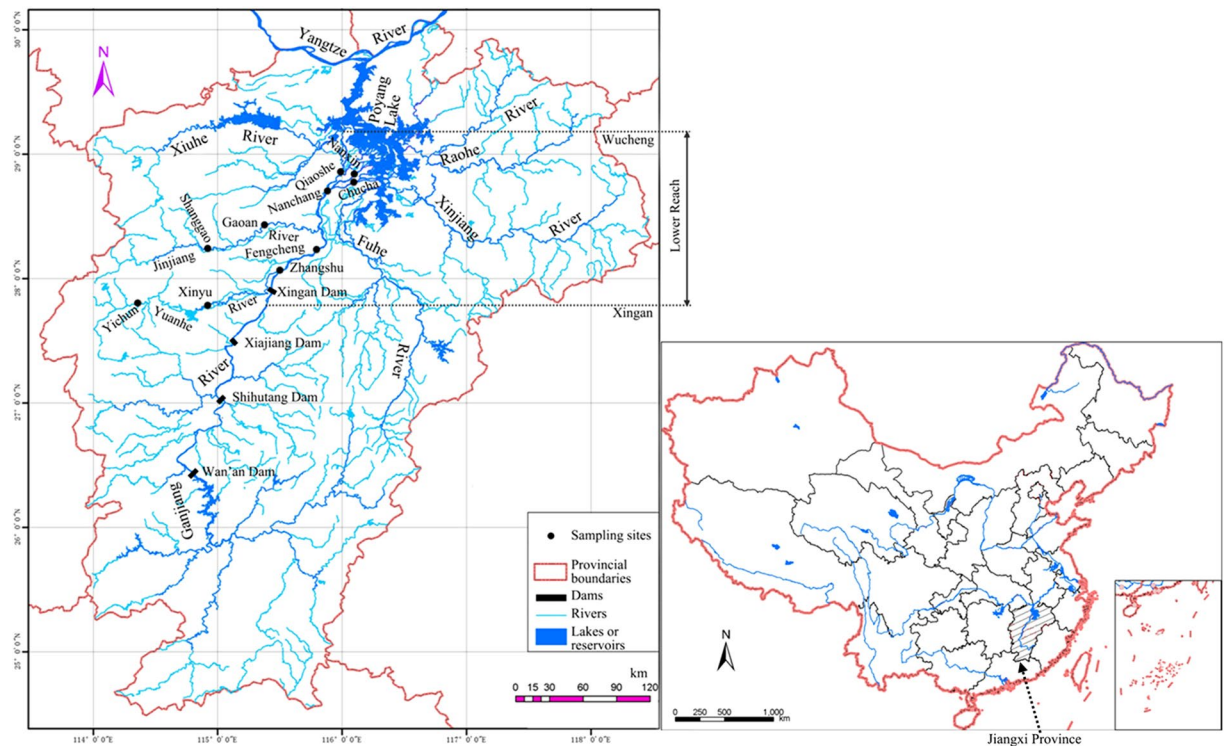 N
Yangtze River
Poyang Lake
Xiuhe River
Nanxin
Qiaoshe
Chucha
Nanchang
Raohe River
Wucheng
Xinjiang River
Lower Reach
Shanggao
Gaoan
Jinjiang River
Fengcheng
Fuhe River
Zhangshu
Xingan Dam
Xingan
Xinyu
Yichun
Yuanhe River
Xiajiang Dam
Shihutang Dam
Wan'an Dam
Ganjiang River
30°0'0"N
29°0'0"N
28°0'0"N
27°0'0"N
26°0'0"N
25°0'0"N
114°0'0"E
115°0'0"E
116°0'0"E
117°0'0"E
118°0'0"E
Sampling sites
Provincial
boundaries
Dams
Rivers
Lakes or
reservoirs
km
0 15 30 60 90 120
N
0 250 500 1,000
km
Jiangxi Province